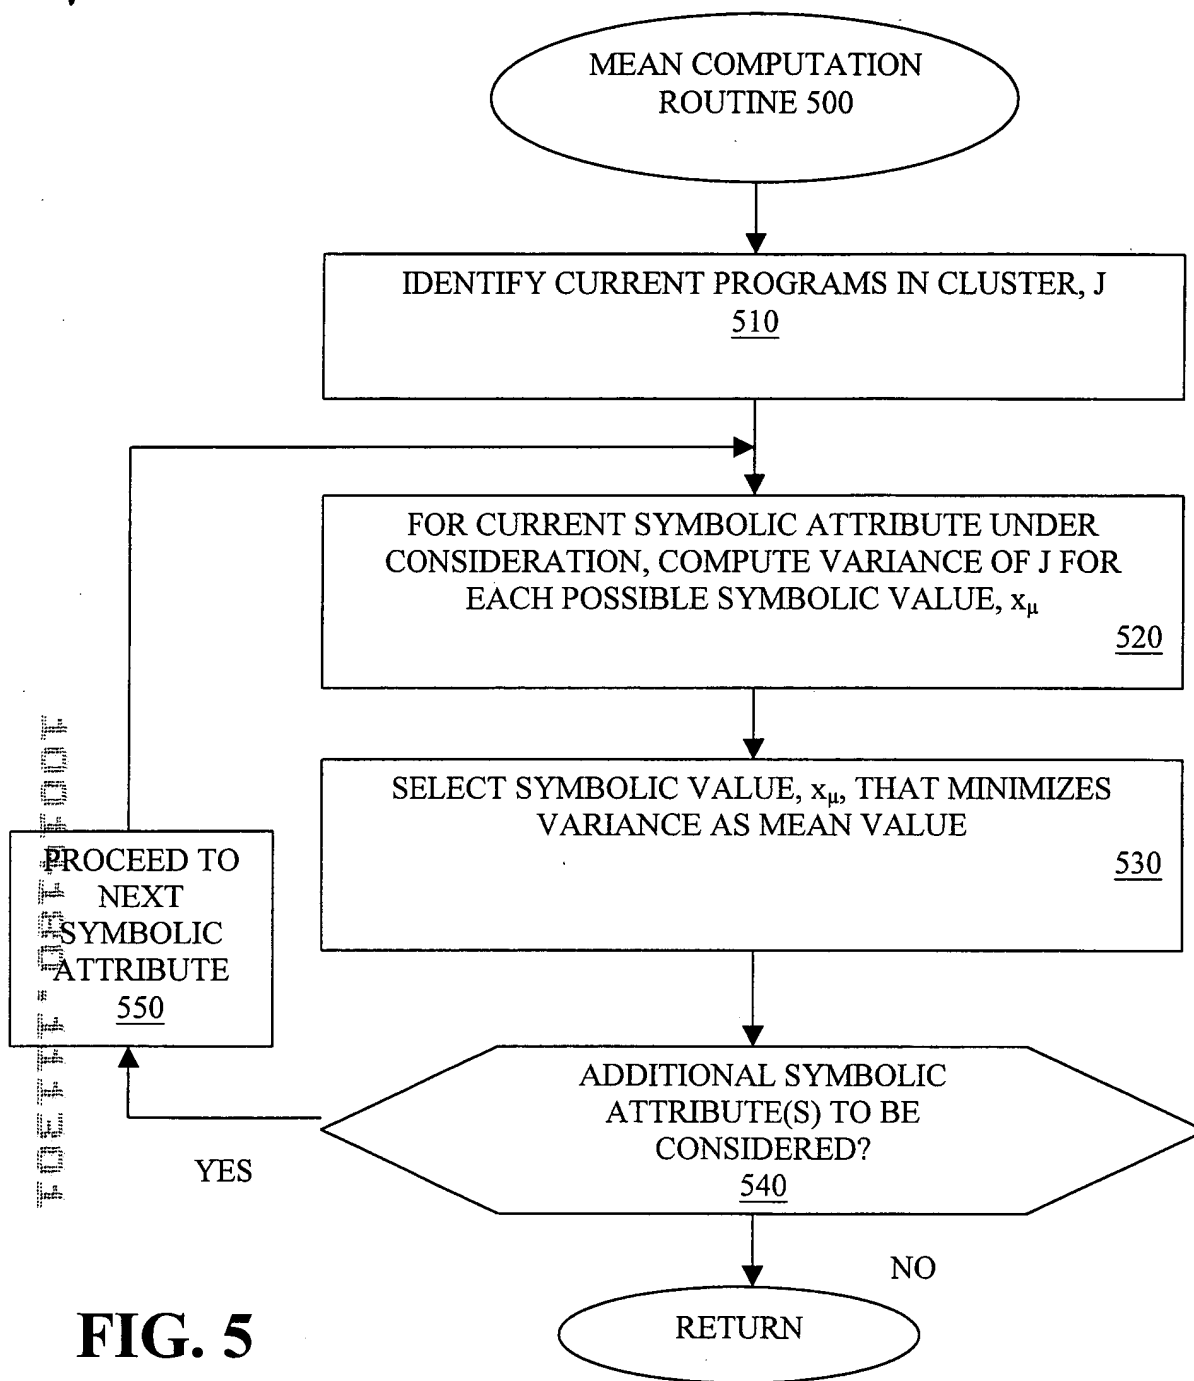 MEAN COMPUTATION
ROUTINE 500
IDENTIFY CURRENT PROGRAMS IN CLUSTER, J
510
FOR CURRENT SYMBOLIC ATTRIBUTE UNDER
CONSIDERATION, COMPUTE VARIANCE OF J FOR
EACH POSSIBLE SYMBOLIC VALUE, xμ
520
SELECT SYMBOLIC VALUE, xμ, THAT MINIMIZES
VARIANCE AS MEAN VALUE
530
PROCEED TO
NEXT
SYMBOLIC
ATTRIBUTE
550
ADDITIONAL SYMBOLIC
ATTRIBUTE(S) TO BE
CONSIDERED?
540
YES
NO
RETURN
FIG. 5